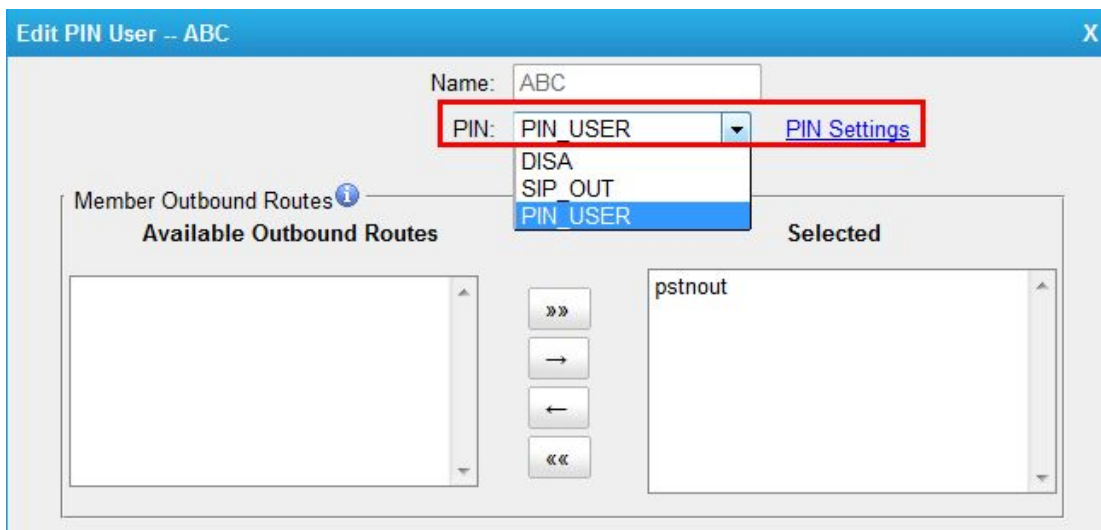 Edit PIN User -- ABC X
Name: ABC
PIN: PIN_USER PIN Settings
DISA
SIP_OUT
PIN_USER
Member Outbound Routes
Available Outbound Routes Selected
pstnout
»»
→
←
««